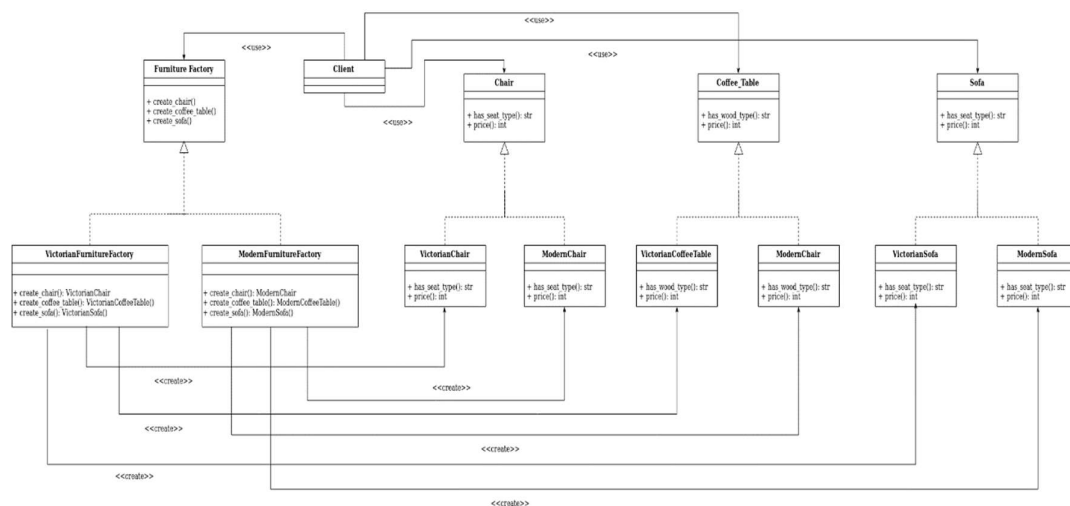 <<use>>
<<use>>
<<use>>
Furniture Factory
+ create_chair()
+ create_coffee_table()
+ create_sofa()
Client
<<use>>
Chair
+ has_seat_type(): str
+ price(): int
Coffee_Table
+ has_wood_type(): str
+ price(): int
Sofa
+ has_seat_type(): str
+ price(): int
VictorianFurnitureFactory
+ create_chair(): VictorianChair
+ create_coffee_table(): VictorianCoffeeTable()
+ create_sofa(): VictorianSofa()
ModernFurnitureFactory
+ create_chair(): ModernChair
+ create_coffee_table(): ModernCoffeeTable()
+ create_sofa(): ModernSofa()
VictorianChair
+ has_seat_type(): str
+ price(): int
ModernChair
+ has_seat_type(): str
+ price(): int
VictorianCoffeeTable
+ has_wood_type(): str
+ price(): int
ModernChair
+ has_wood_type(): str
+ price(): int
VictorianSofa
+ has_seat_type(): str
+ price(): int
ModernSofa
+ has_seat_type(): str
+ price(): int
<<create>>
<<create>>
<<create>>
<<create>>
<<create>>
<<create>>